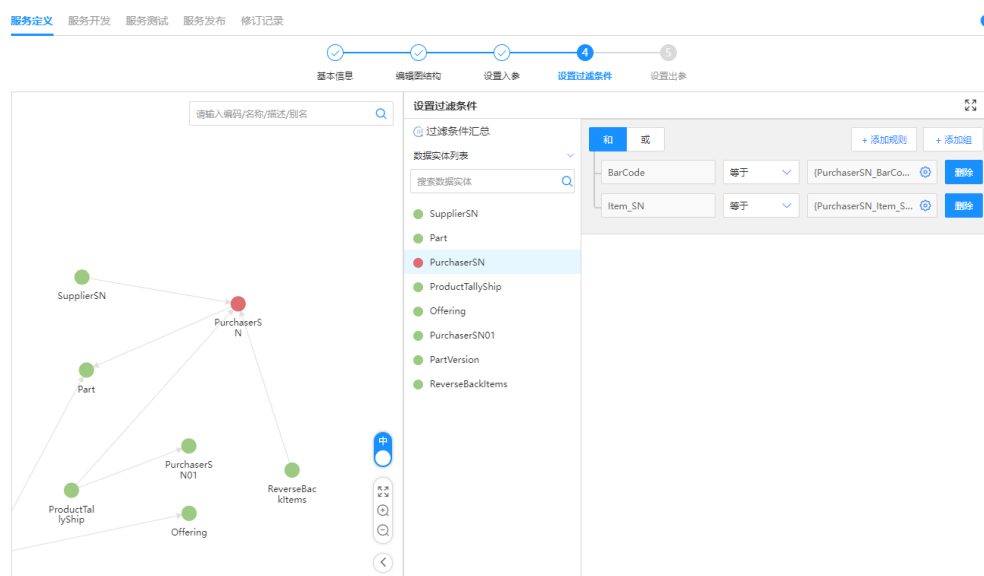 服务定义 服务开发 服务测试 服务发布 修订记录
4 5
基本信息 编辑图结构 设置入参 设置过滤条件 设置出参
请输入编码/名称/描述/别名
SupplierSN
PurchaserS
N
Part
PurchaserS
N01
ReverseBac
kItems
ProductTal
lyShip
Offering
中
设置过滤条件
过滤条件汇总
数据实体列表
搜索数据实体
SupplierSN
Part
PurchaserSN
ProductTallyShip
Offering
PurchaserSN01
PartVersion
ReverseBackItems
和 或 + 添加规则 + 添加组
BarCode 等于 {PurchaserSN_BarCo... 删除
Item_SN 等于 {PurchaserSN_Item_S... 删除